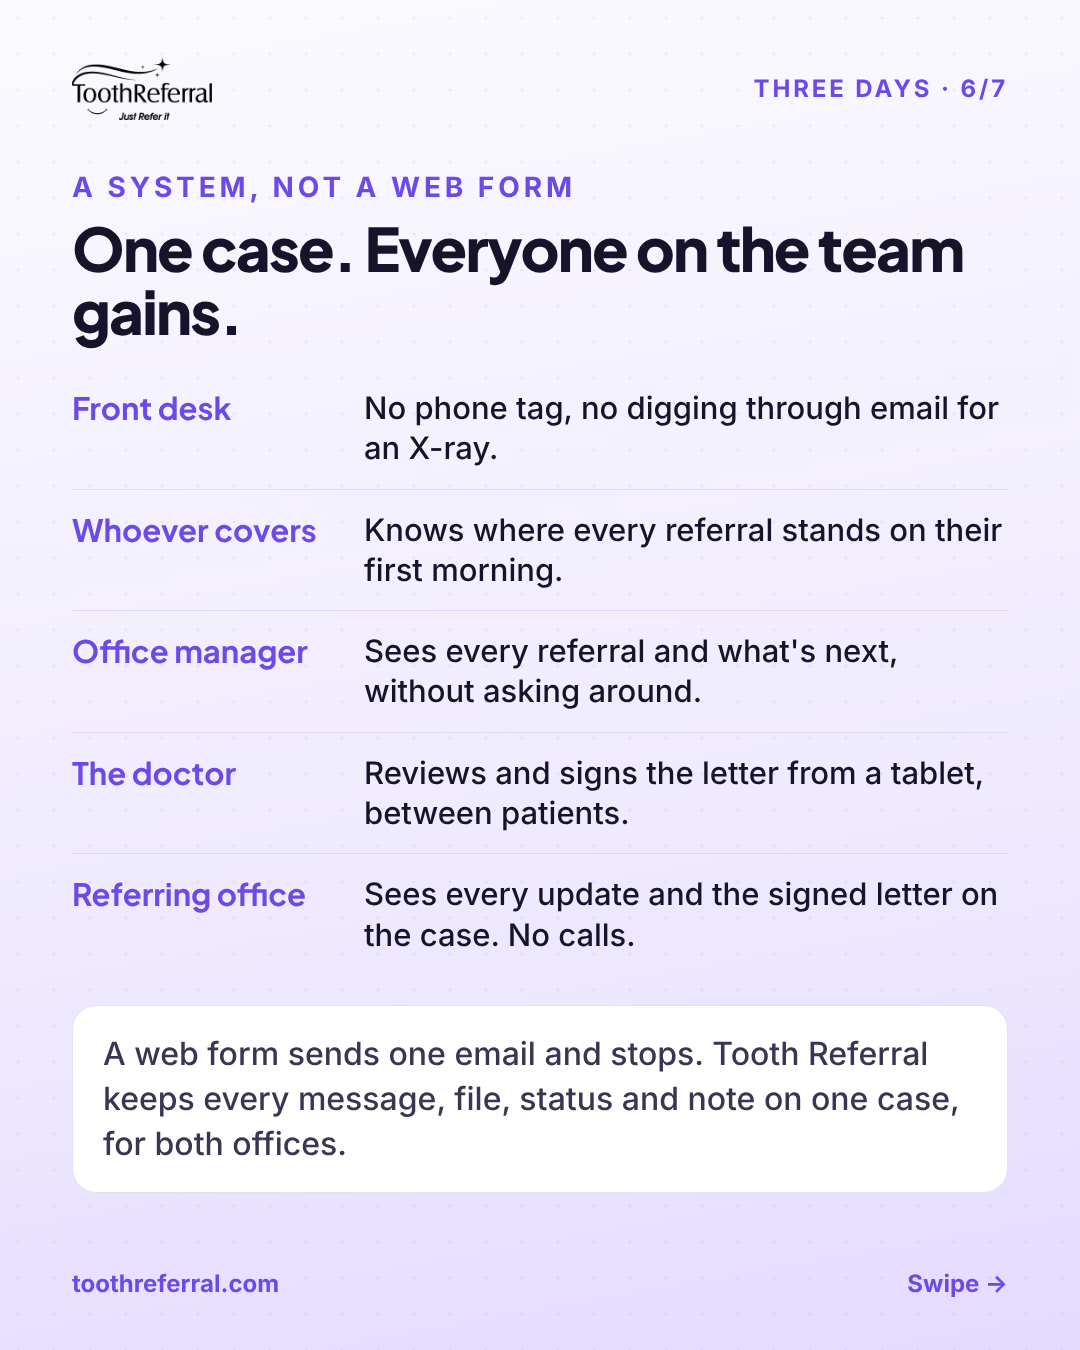 ToothReferral
Just Refer it
THREE DAYS · 6/7
A SYSTEM, NOT A WEB FORM
One case. Everyone on the team
gains.
Front desk
No phone tag, no digging through email for
an X-ray.
Whoever covers
Knows where every referral stands on their
first morning.
Office manager
Sees every referral and what's next,
without asking around.
The doctor
Reviews and signs the letter from a tablet,
between patients.
Referring office
Sees every update and the signed letter on
the case. No calls.
A web form sends one email and stops. Tooth Referral
keeps every message, file, status and note on one case,
for both offices.
toothreferral.com
Swipe →